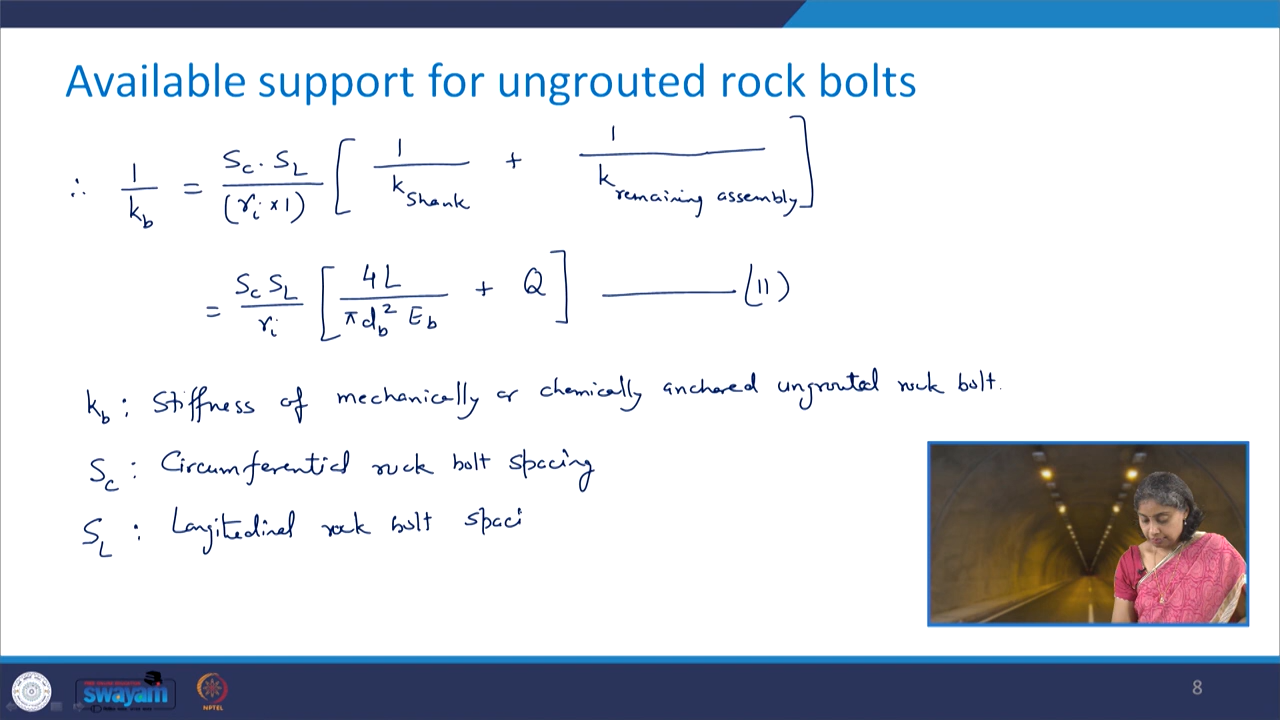 Available support for ungrouted rock bolts
∴ 1/k_b = S_c · S_L/(r_i × 1) [ 1/k_Shank + 1/k_remaining assembly ]
= S_c S_L/r_i [ 4L/πd_b² E_b + Q ] ——— (11)
k_b : Stiffness of mechanically or chemically anchored ungrouted rock bolt.
S_c : Circumferential rock bolt spacing
S_L : Longitudinal rock bolt spaci
swayam
NPTEL
8